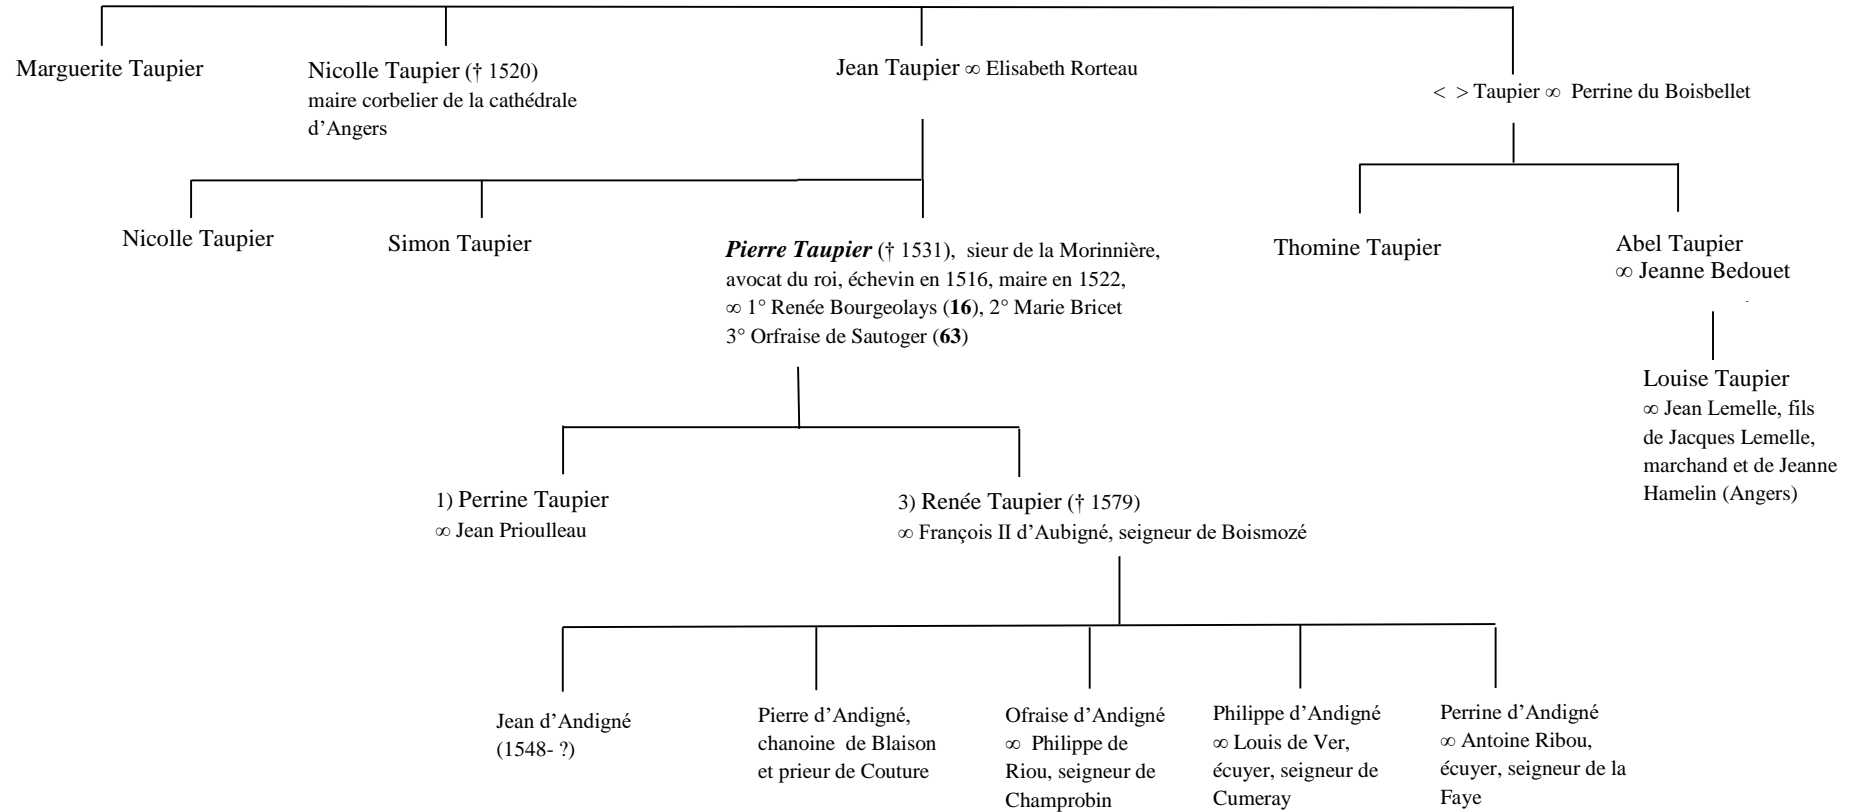 Marguerite Taupier
Nicolle Taupier († 1520)
maire corbelier de la cathédrale
d’Angers
Jean Taupier ∞ Elisabeth Rorteau
< > Taupier ∞ Perrine du Boisbellet
Nicolle Taupier
Simon Taupier
Pierre Taupier († 1531), sieur de la Morinnière,
avocat du roi, échevin en 1516, maire en 1522,
∞ 1° Renée Bourgeolays (16), 2° Marie Bricet
3° Orfraise de Sautoger (63)
Thomine Taupier
Abel Taupier
∞ Jeanne Bedouet
Louise Taupier
∞ Jean Lemelle, fils
de Jacques Lemelle,
marchand et de Jeanne
Hamelin (Angers)
1) Perrine Taupier
∞ Jean Prioulleau
3) Renée Taupier († 1579)
∞ François II d’Aubigné, seigneur de Boismozé
Jean d’Andigné
(1548- ?)
Pierre d’Andigné,
chanoine de Blaison
et prieur de Couture
Ofraise d’Andigné
∞ Philippe de
Riou, seigneur de
Champrobin
Philippe d’Andigné
∞ Louis de Ver,
écuyer, seigneur de
Cumeray
Perrine d’Andigné
∞ Antoine Ribou,
écuyer, seigneur de la
Faye